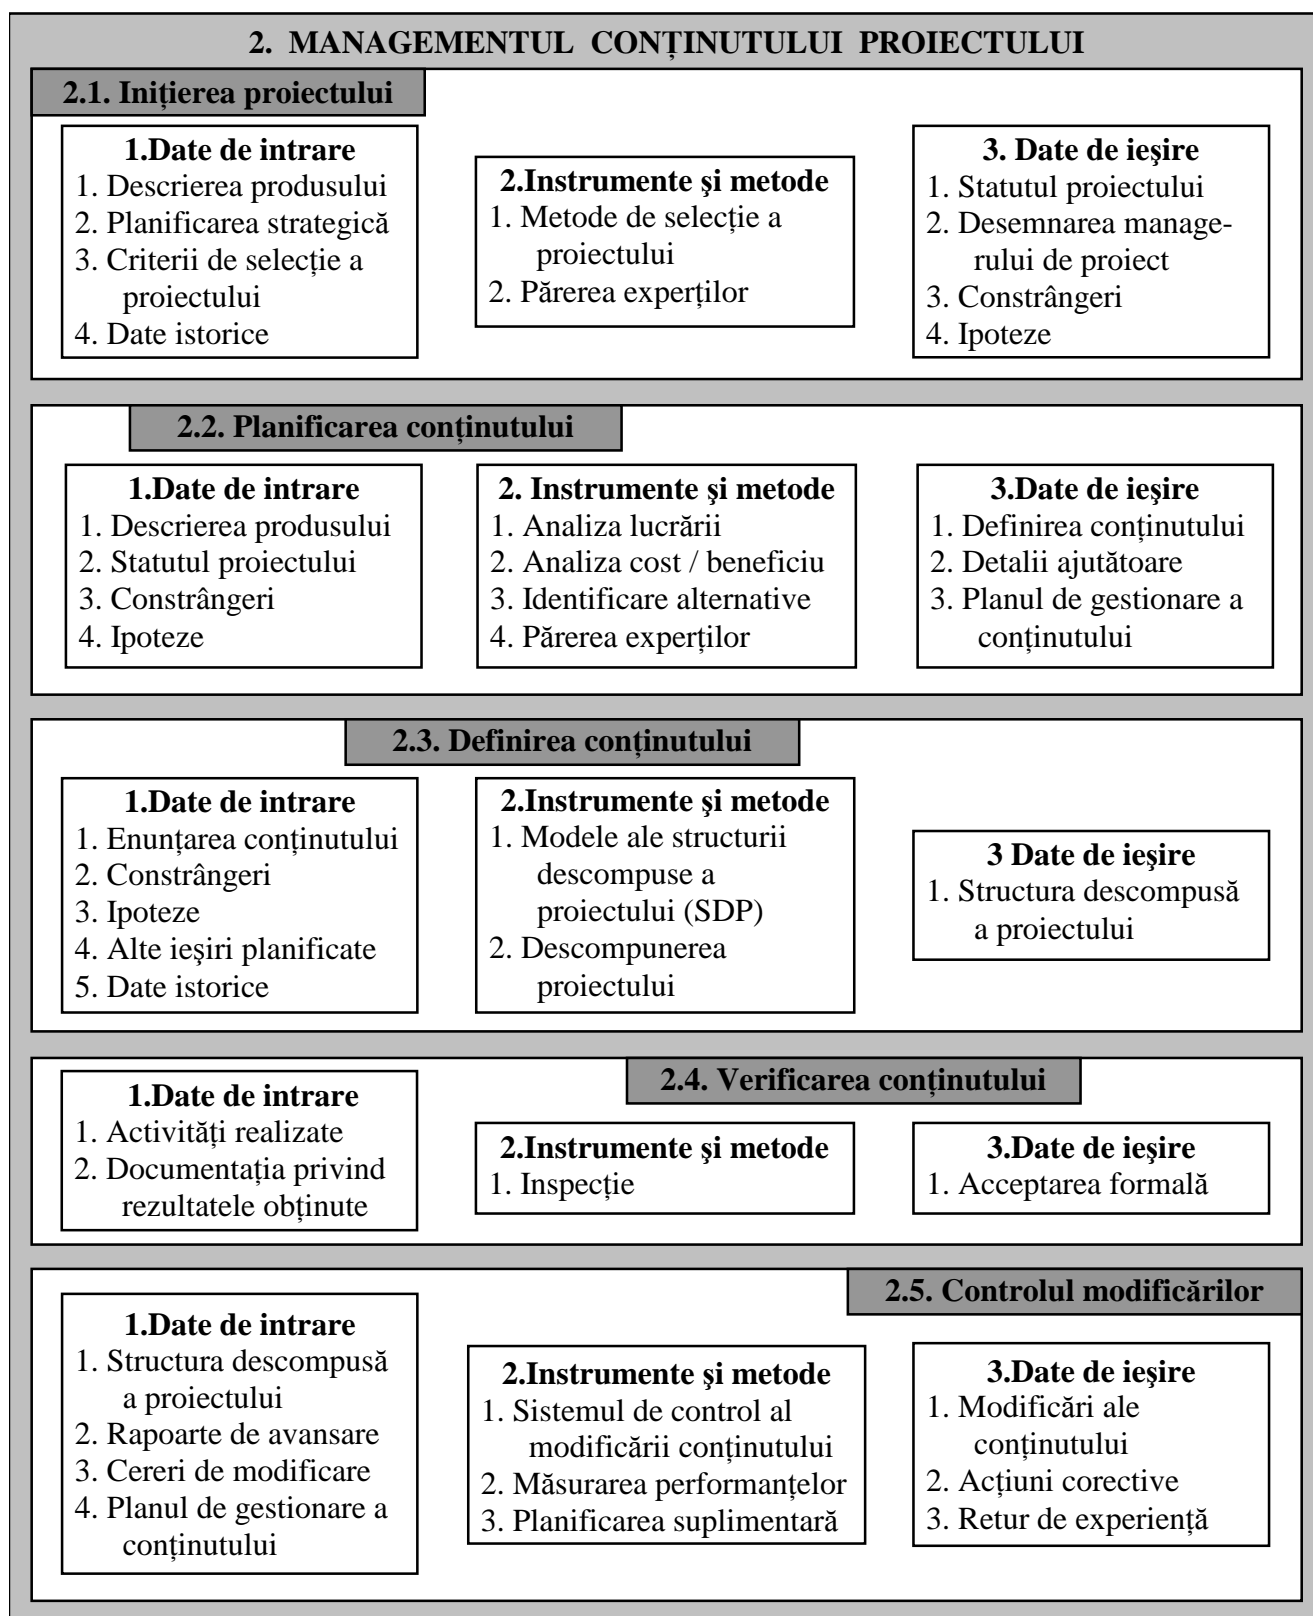 2. MANAGEMENTUL CONȚINUTULUI PROIECTULUI
2.1. Inițierea proiectului
1.Date de intrare
1. Descrierea produsului
2. Planificarea strategică
3. Criterii de selecție a
proiectului
4. Date istorice
2.Instrumente şi metode
1. Metode de selecție a
proiectului
2. Părerea experților
3. Date de ieşire
1. Statutul proiectului
2. Desemnarea manage-
rului de proiect
3. Constrângeri
4. Ipoteze
2.2. Planificarea conținutului
1.Date de intrare
1. Descrierea produsului
2. Statutul proiectului
3. Constrângeri
4. Ipoteze
2. Instrumente şi metode
1. Analiza lucrării
2. Analiza cost / beneficiu
3. Identificare alternative
4. Părerea experților
3.Date de ieşire
1. Definirea conținutului
2. Detalii ajutătoare
3. Planul de gestionare a
conținutului
2.3. Definirea conținutului
1.Date de intrare
1. Enunțarea conținutului
2. Constrângeri
3. Ipoteze
4. Alte ieşiri planificate
5. Date istorice
2.Instrumente şi metode
1. Modele ale structurii
descompuse a
proiectului (SDP)
2. Descompunerea
proiectului
3 Date de ieşire
1. Structura descompusă
a proiectului
2.4. Verificarea conținutului
1.Date de intrare
1. Activități realizate
2. Documentația privind
rezultatele obținute
2.Instrumente şi metode
1. Inspecție
3.Date de ieşire
1. Acceptarea formală
2.5. Controlul modificărilor
1.Date de intrare
1. Structura descompusă
a proiectului
2. Rapoarte de avansare
3. Cereri de modificare
4. Planul de gestionare a
conținutului
2.Instrumente şi metode
1. Sistemul de control al
modificării conținutului
2. Măsurarea performanțelor
3. Planificarea suplimentară
3.Date de ieşire
1. Modificări ale
conținutului
2. Acțiuni corective
3. Retur de experiență